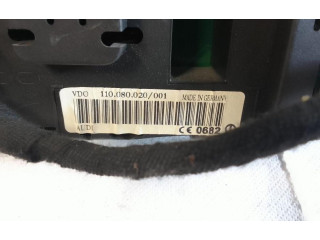 VDO 110.080.020/001 MADE IN GERMANY
AUDI CE 0682